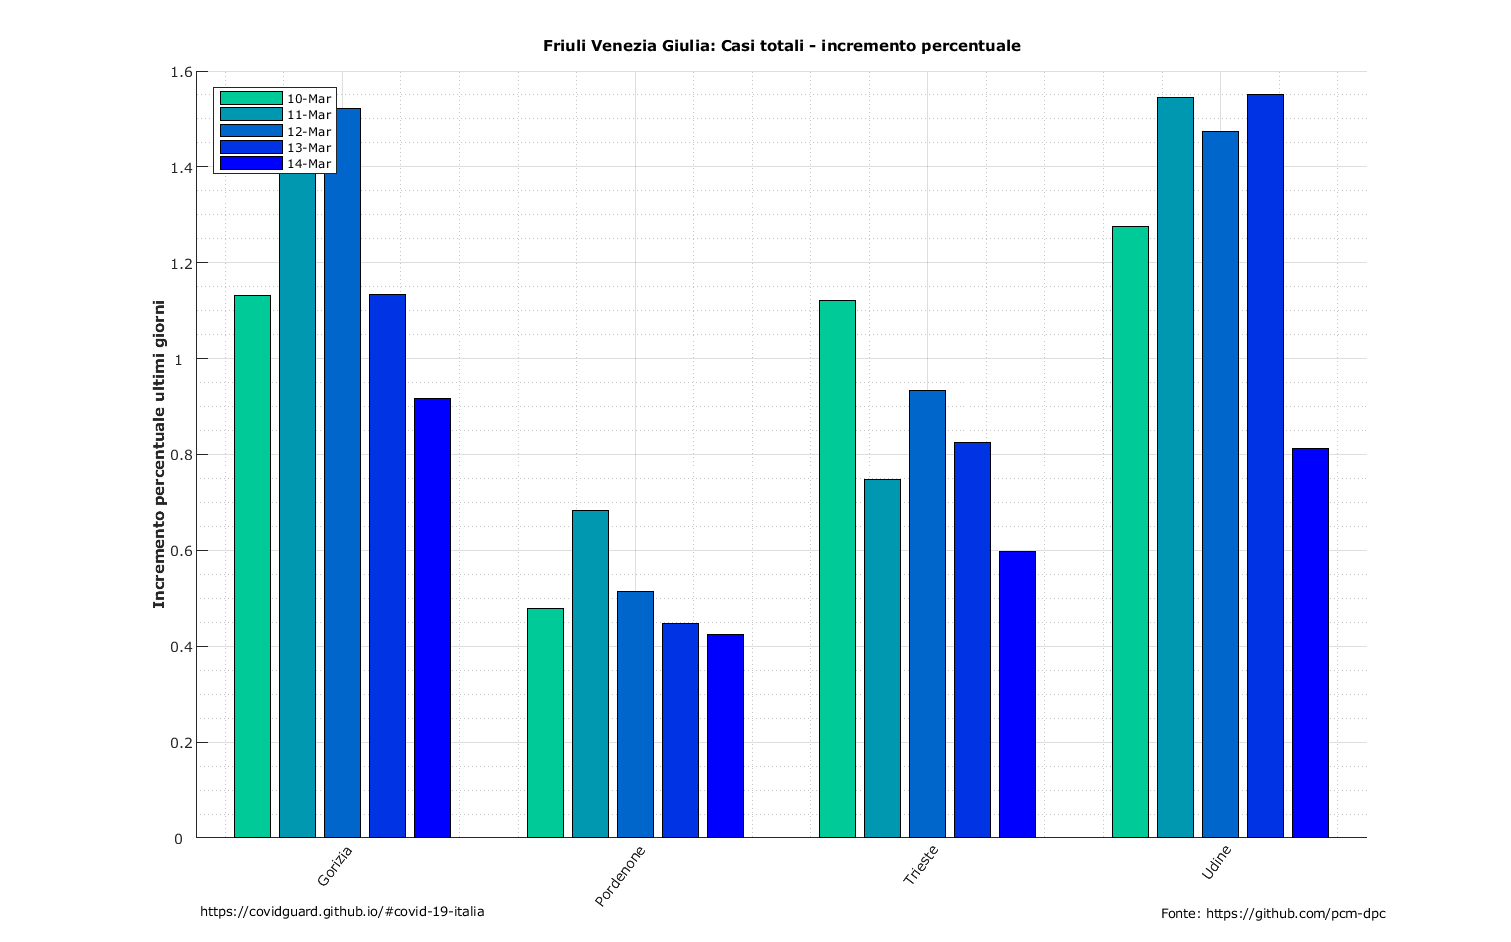 Friuli Venezia Giulia: Casi totali - incremento percentuale
1.6
1.4
1.2
1
0.8
0.6
0.4
0.2
0
Incremento percentuale ultimi giorni
10-Mar
11-Mar
12-Mar
13-Mar
14-Mar
Gorizia
Pordenone
Trieste
Udine
https://covidguard.github.io/#covid-19-italia
Fonte: https://github.com/pcm-dpc